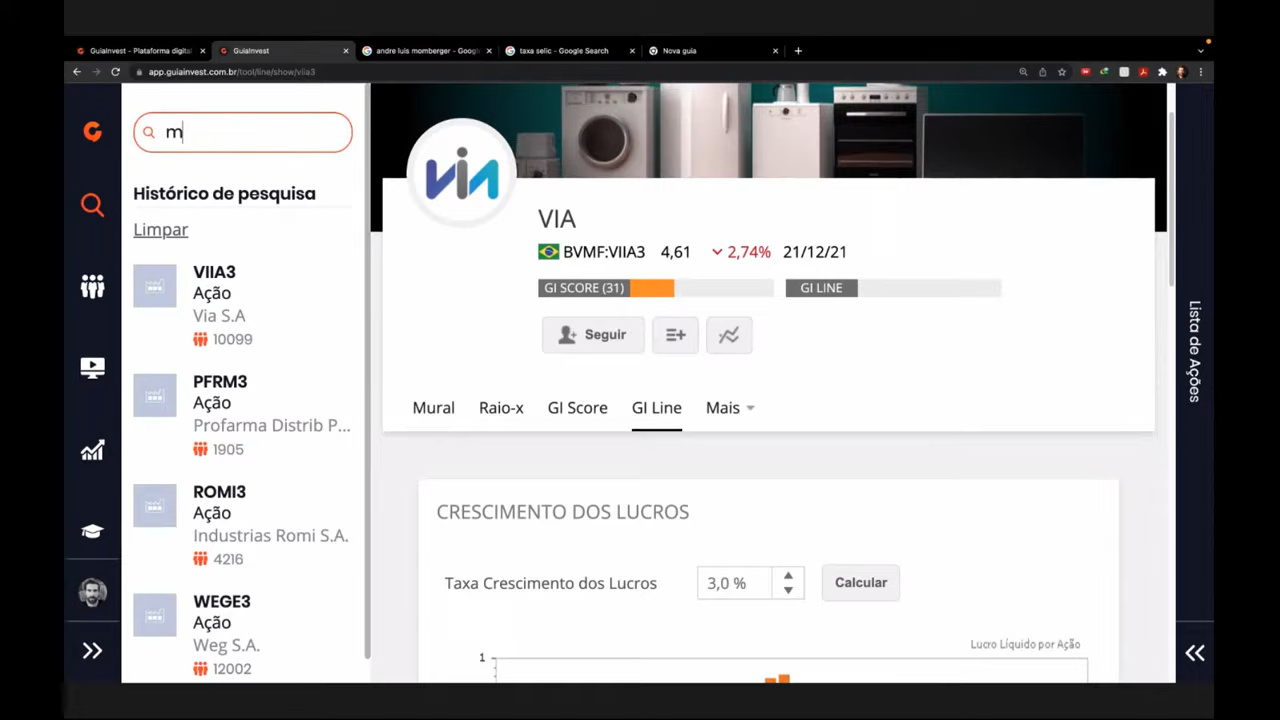 GuiaInvest - Plataforma digital
GuiaInvest
andre luis momberger - Goog
taxa selic - Google Search
Nova guia
app.guiainvest.com.br/tool/line/show/viia3
m
Histórico de pesquisa
Limpar
VIIA3
Ação
Via S.A
10099
PFRM3
Ação
Profarma Distrib P...
1905
ROMI3
Ação
Industrias Romi S.A.
4216
WEGE3
Ação
Weg S.A.
12002
via
VIA
BVMF:VIIA3 4,61 2,74% 21/12/21
GI SCORE (31) GI LINE
Seguir
Mural Raio-x GI Score GI Line Mais
CRESCIMENTO DOS LUCROS
Taxa Crescimento dos Lucros 3,0 % Calcular
Lucro Líquido por Ação
1
Lista de Ações